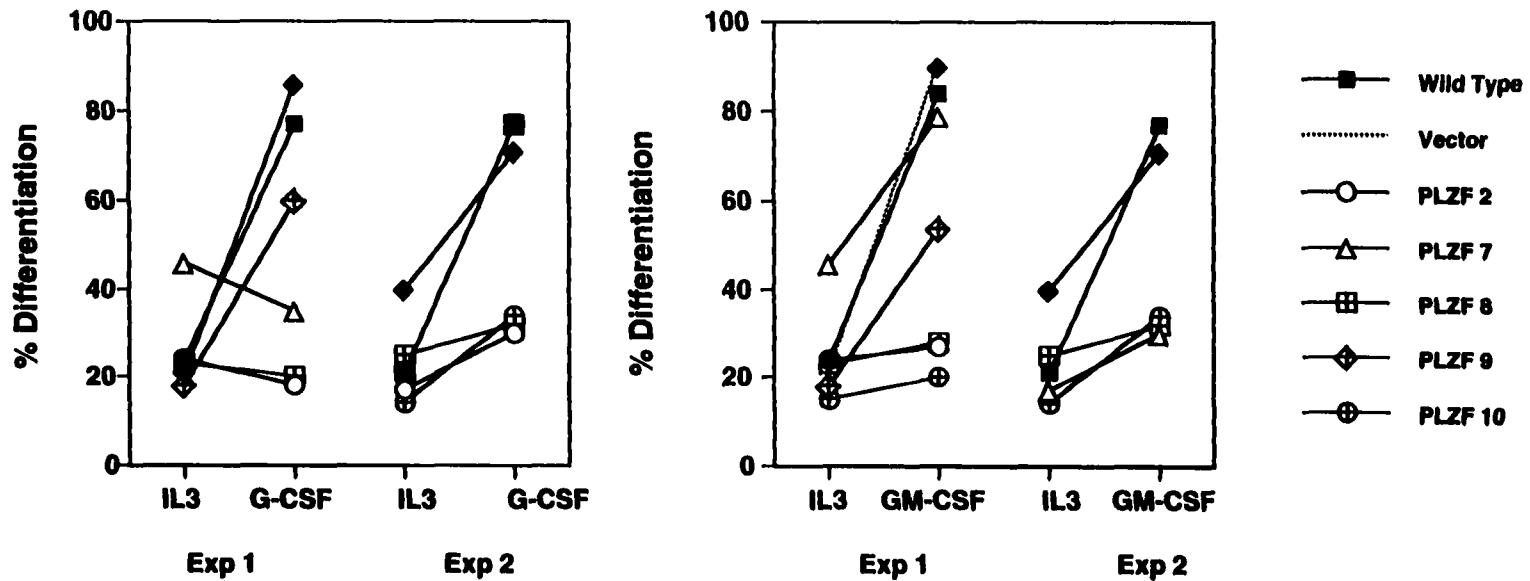 % Differentiation
100
80
60
40
20
0
IL3 G-CSF IL3 G-CSF
Exp 1 Exp 2
% Differentiation
100
80
60
40
20
0
IL3 GM-CSF IL3 GM-CSF
Exp 1 Exp 2
Wild Type
Vector
PLZF 2
PLZF 7
PLZF 8
PLZF 9
PLZF 10